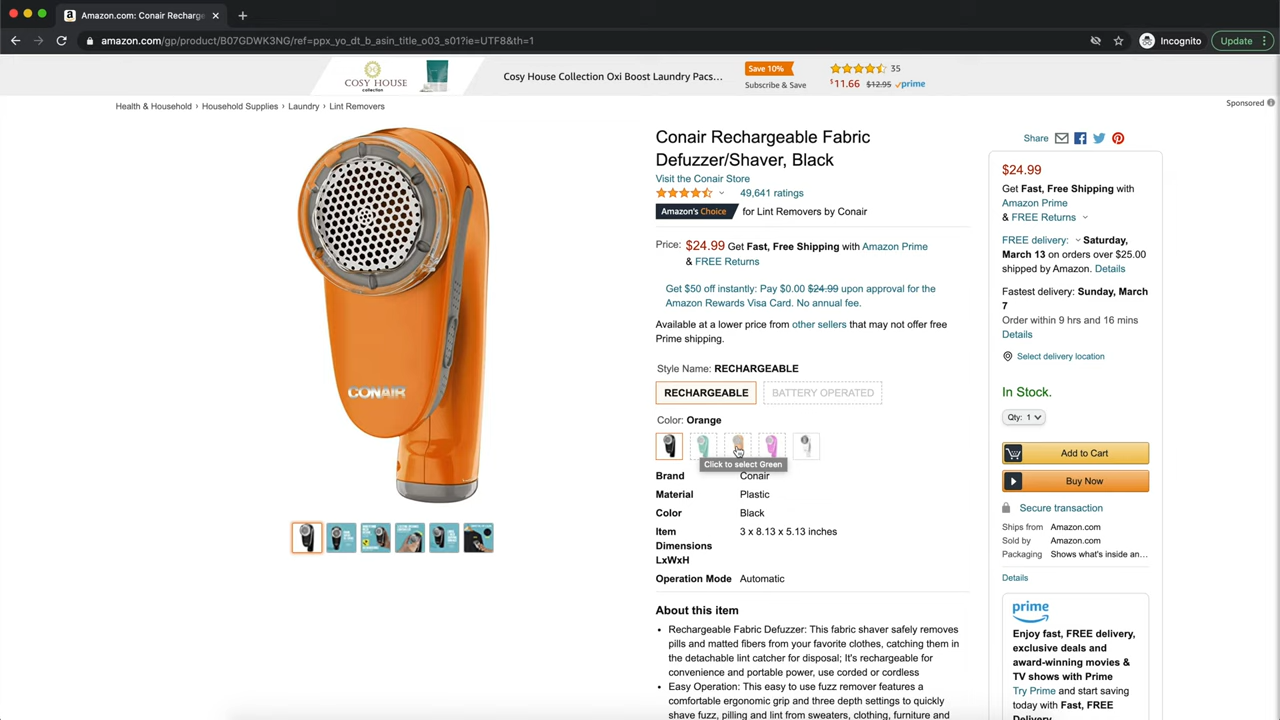 Amazon.com: Conair Recharge
amazon.com/gp/product/B07GDWK3NG/ref=ppx_yo_dt_b_asin_title_o03_s01?ie=UTF8&th=1
Incognito
Update
COSY HOUSE
collection
Cosy House Collection Oxi Boost Laundry Pacs...
Save 10%
Subscribe & Save
35
$11.66 $12.95 prime
Sponsored
Health & Household › Household Supplies › Laundry › Lint Removers
CONAIR
Conair Rechargeable Fabric
Defuzzer/Shaver, Black
Visit the Conair Store
49,641 ratings
Amazon's Choice for Lint Removers by Conair
Price: $24.99 Get Fast, Free Shipping with Amazon Prime
& FREE Returns
Get $50 off instantly: Pay $0.00 $24.99 upon approval for the
Amazon Rewards Visa Card. No annual fee.
Available at a lower price from other sellers that may not offer free
Prime shipping.
Style Name: RECHARGEABLE
RECHARGEABLE BATTERY OPERATED
Color: Orange
Click to select Green
Brand Conair
Material Plastic
Color Black
Item 3 x 8.13 x 5.13 inches
Dimensions
LxWxH
Operation Mode Automatic
About this item
• Rechargeable Fabric Defuzzer: This fabric shaver safely removes
pills and matted fibers from your favorite clothes, catching them in
the detachable lint catcher for disposal; It's rechargeable for
convenience and portable power, use corded or cordless
• Easy Operation: This easy to use fuzz remover features a
comfortable ergonomic grip and three depth settings to quickly
shave fuzz, pilling and lint from sweaters, clothing, furniture and
Share
$24.99
Get Fast, Free Shipping with
Amazon Prime
& FREE Returns
FREE delivery: Saturday,
March 13 on orders over $25.00
shipped by Amazon. Details
Fastest delivery: Sunday, March
7
Order within 9 hrs and 16 mins
Details
Select delivery location
In Stock.
Qty: 1
Add to Cart
Buy Now
Secure transaction
Ships from Amazon.com
Sold by Amazon.com
Packaging Shows what's inside an...
Details
prime
Enjoy fast, FREE delivery,
exclusive deals and
award-winning movies &
TV shows with Prime
Try Prime and start saving
today with Fast, FREE
Delivery